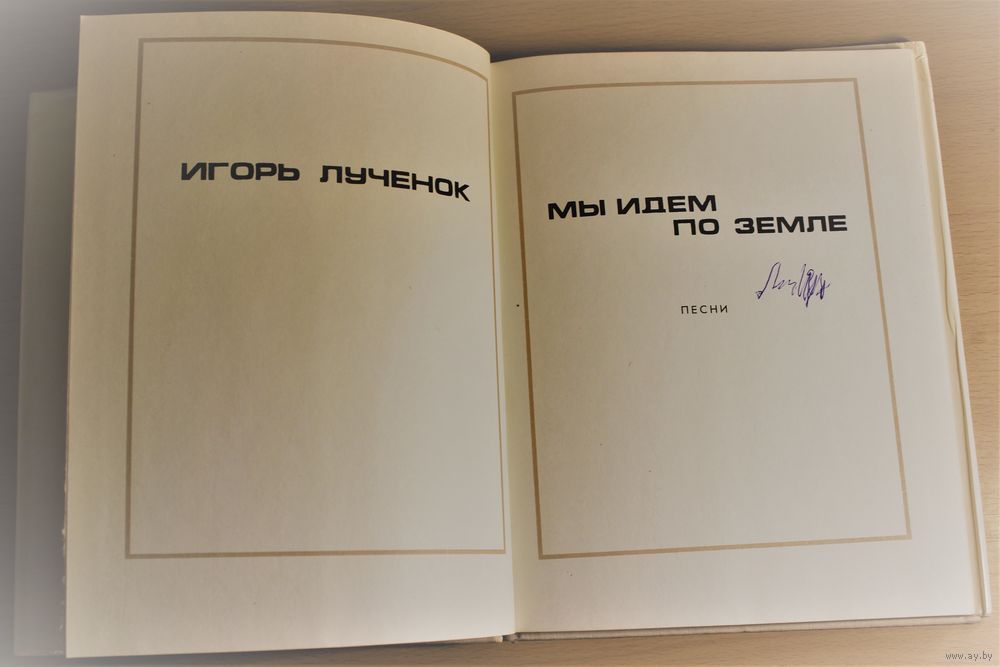 ИГОРЬ ЛУЧЕНОК
МЫ ИДЕМ
ПО ЗЕМЛЕ
ПЕСНИ
www.ay.by